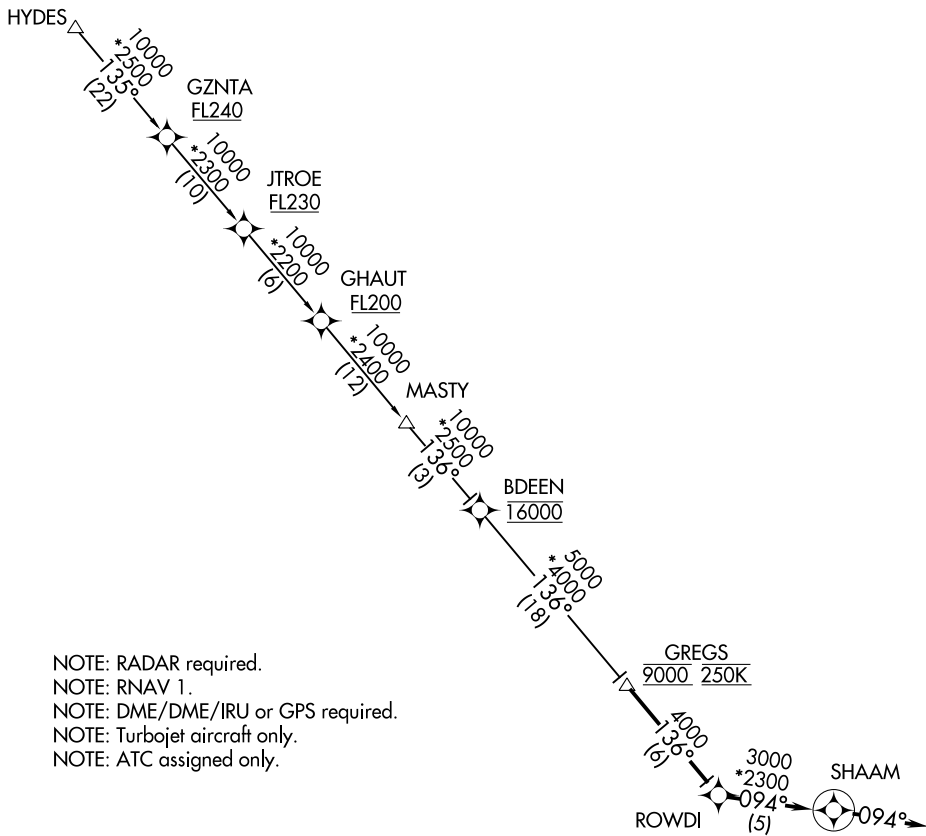 HYDES
10000
*2500
135°
(22)
GZNTA
FL240
10000
*2300
(10)
JTROE
FL230
10000
*2200
(6)
GHAUT
FL200
10000
*2400
(12)
MASTY
10000
*2500
136°
(3)
BDEEN
16000
5000
*4000
136°
(18)
GREGS
9000 250K
4000
136°
(6)
ROWDI
3000
*2300
094°
(5)
SHAAM
094°
NOTE: RADAR required.
NOTE: RNAV 1.
NOTE: DME/DME/IRU or GPS required.
NOTE: Turbojet aircraft only.
NOTE: ATC assigned only.